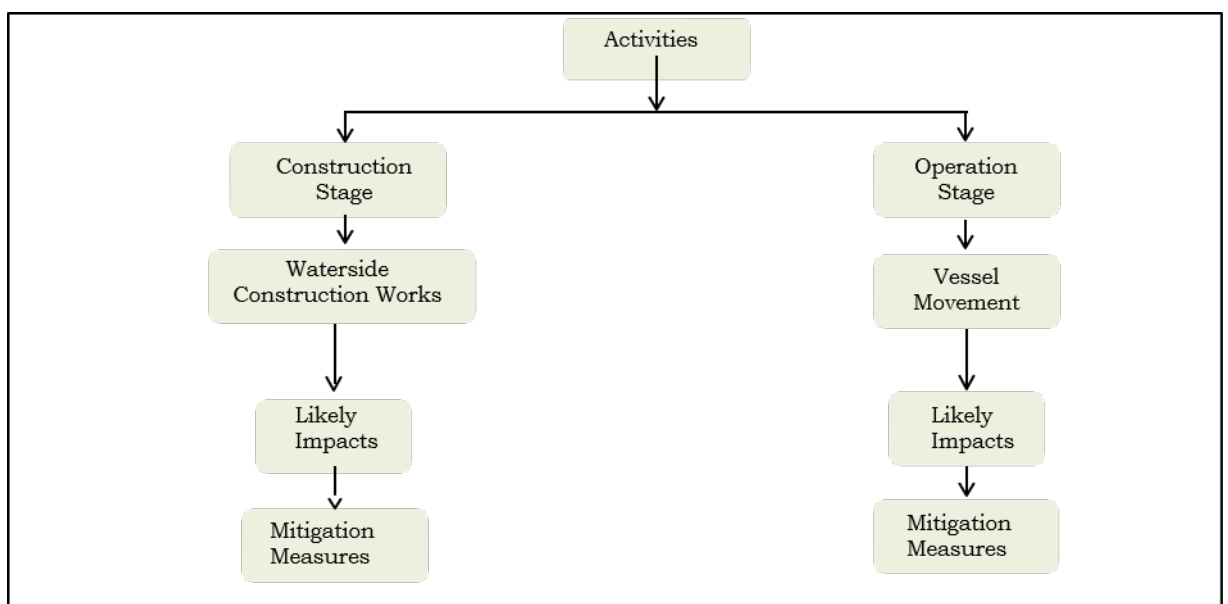 Activities
Construction
Stage
Operation
Stage
Waterside
Construction Works
Vessel
Movement
Likely
Impacts
Likely
Impacts
Mitigation
Measures
Mitigation
Measures